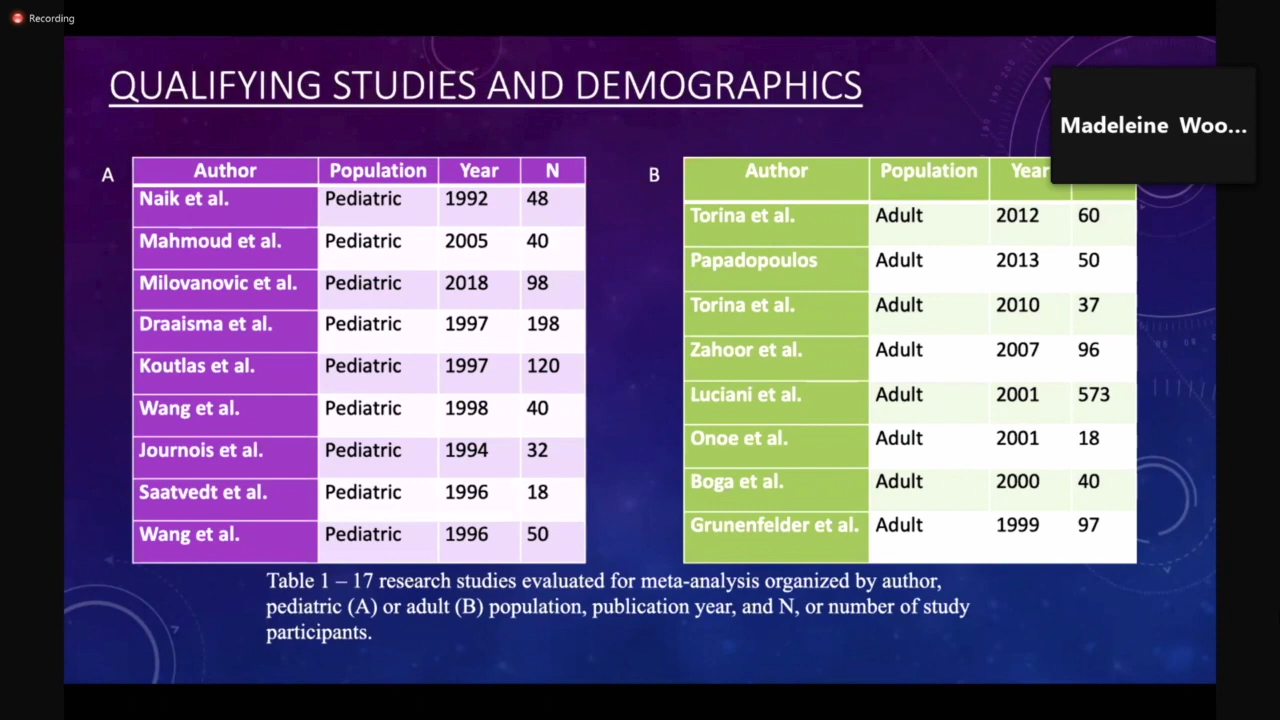 Recording
QUALIFYING STUDIES AND DEMOGRAPHICS
Madeleine Woo...
A
Author Population Year N
Naik et al. Pediatric 1992 48
Mahmoud et al. Pediatric 2005 40
Milovanovic et al. Pediatric 2018 98
Draaisma et al. Pediatric 1997 198
Koutlas et al. Pediatric 1997 120
Wang et al. Pediatric 1998 40
Journois et al. Pediatric 1994 32
Saatvedt et al. Pediatric 1996 18
Wang et al. Pediatric 1996 50
B
Author Population Year
Torina et al. Adult 2012 60
Papadopoulos Adult 2013 50
Torina et al. Adult 2010 37
Zahoor et al. Adult 2007 96
Luciani et al. Adult 2001 573
Onoe et al. Adult 2001 18
Boga et al. Adult 2000 40
Grunenfelder et al. Adult 1999 97
Table 1 – 17 research studies evaluated for meta-analysis organized by author,
pediatric (A) or adult (B) population, publication year, and N, or number of study
participants.